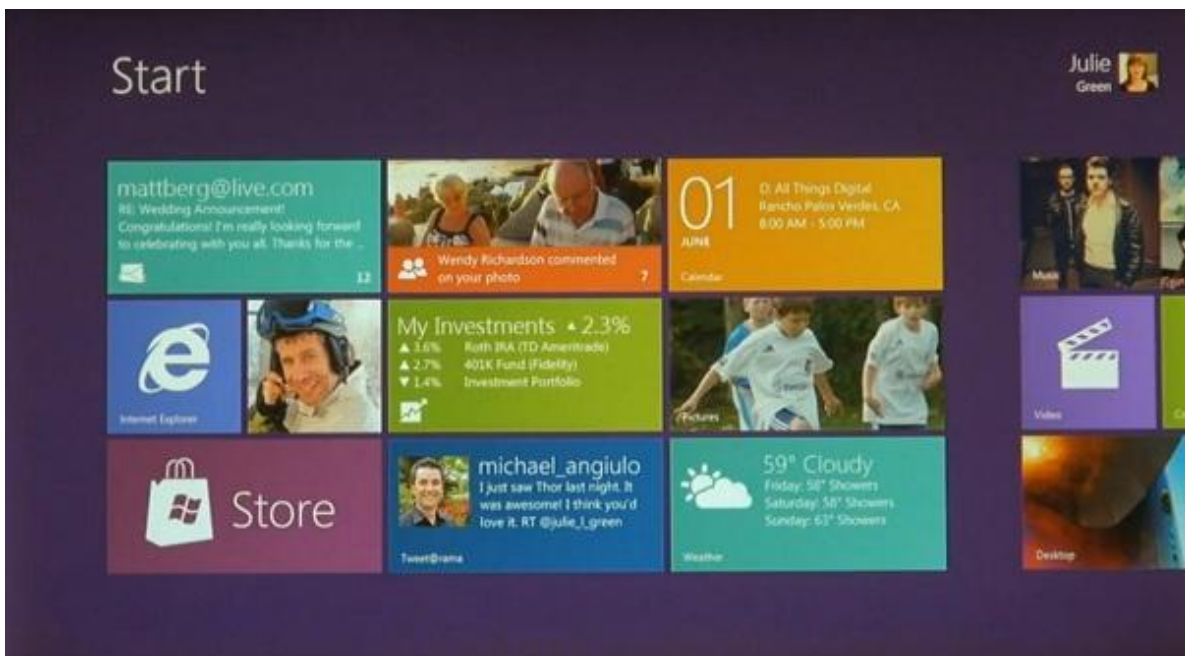 Start
Julie
Green
mattberg@live.com
RE: Wedding Announcement!
Congratulations! I'm really looking forward
to celebrating with you all. Thanks for the ...
12
Wendy Richardson commented
on your photo
7
01
JUNE
D: All Things Digital
Rancho Palos Verdes, CA
8:00 AM - 5:00 PM
Calendar
Music
Internet Explorer
My Investments ▲ 2.3%
▲ 3.6% Roth IRA (TD Ameritrade)
▲ 2.7% 401K Fund (Fidelity)
▼ 1.4% Investment Portfolio
Pictures
Video
Store
michael_angiulo
I just saw Thor last night. It
was awesome! I think you'd
love it. RT @julie_l_green
Tweet@rama
59° Cloudy
Friday: 58° Showers
Saturday: 58° Showers
Sunday: 63° Showers
Weather
Desktop